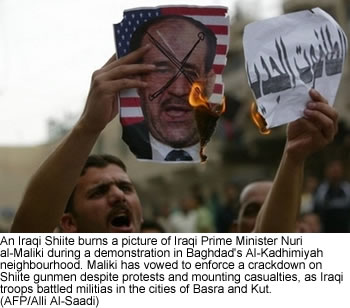 الطاغوت الجديد
An Iraqi Shiite burns a picture of Iraqi Prime Minister Nuri
al-Maliki during a demonstration in Baghdad's Al-Kadhimiyah
neighbourhood. Maliki has vowed to enforce a crackdown on
Shiite gunmen despite protests and mounting casualties, as Iraqi
troops battled militias in the cities of Basra and Kut.
(AFP/Alli Al-Saadi)